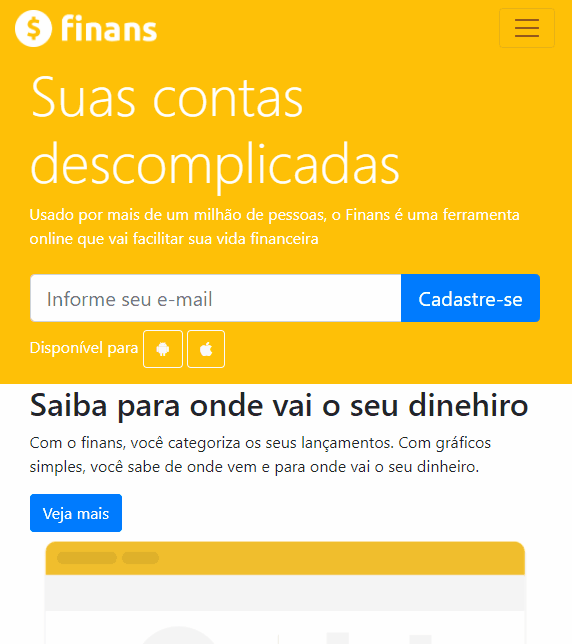 finans
Suas contas
descomplicadas
Usado por mais de um milhão de pessoas, o Finans é uma ferramenta
online que vai facilitar sua vida financeira
Informe seu e-mail
Cadastre-se
Disponível para
Saiba para onde vai o seu dinehiro
Com o finans, você categoriza os seus lançamentos. Com gráficos
simples, você sabe de onde vem e para onde vai o seu dinheiro.
Veja mais